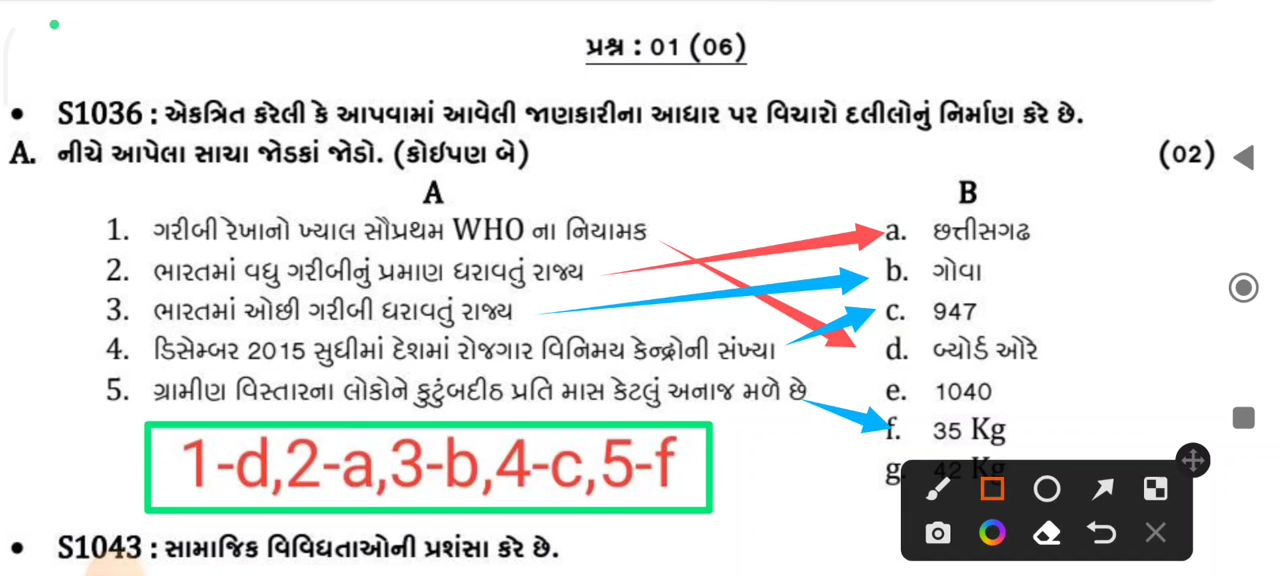 પ્રશ્ન : 01 (06)
• S1036 : એકત્રિત કરેલી કે આપવામાં આવેલી જાણકારીના આધાર પર વિચારો દલીલોનું નિર્માણ કરે છે.
A. નીચે આપેલા સાચા જોડકાં જોડો. (કોઈપણ બે) (02)
A B
1. ગરીબી રેખાનો ખ્યાલ સૌપ્રથમ WHO ના નિયામક a. છત્તીસગઢ
2. ભારતમાં વધુ ગરીબીનું પ્રમાણ ધરાવતું રાજ્ય b. ગોવા
3. ભારતમાં ઓછી ગરીબી ધરાવતું રાજ્ય c. 947
4. ડિસેમ્બર 2015 સુધીમાં દેશમાં રોજગાર વિનિમય કેન્દ્રોની સંખ્યા d. બ્યોર્ડ ઓરે
5. ગ્રામીણ વિસ્તારના લોકોને કુટુંબદીઠ પ્રતિ માસ કેટલું અનાજ મળે છે e. 1040
f. 35 Kg
g. 42 Kg
1-d,2-a,3-b,4-c,5-f
• S1043 : સામાજિક વિવિધતાઓની પ્રશંસા કરે છે.